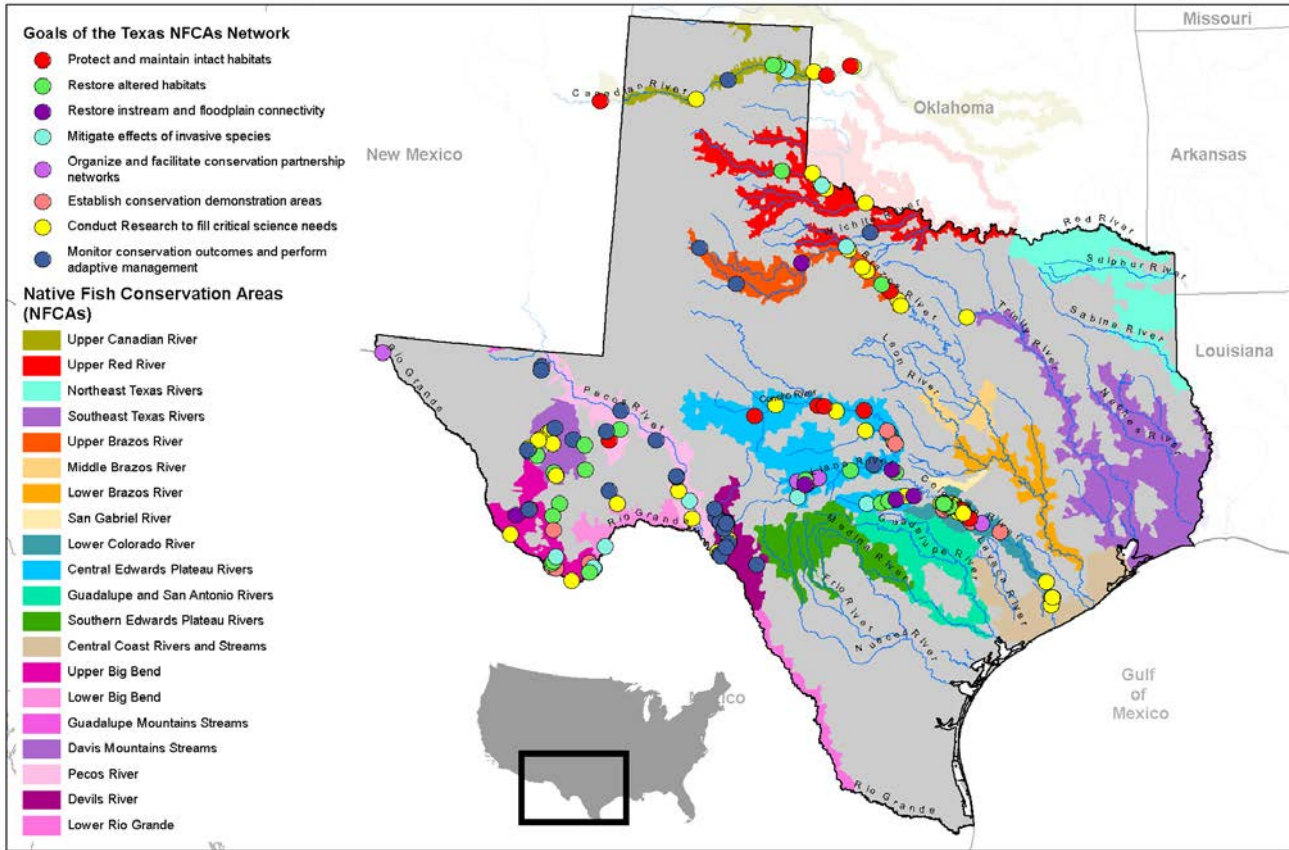 Goals of the Texas NFCAs Network
Protect and maintain intact habitats
Restore altered habitats
Restore instream and floodplain connectivity
Mitigate effects of invasive species
Organize and facilitate conservation partnership
networks
Establish conservation demonstration areas
Conduct Research to fill critical science needs
Monitor conservation outcomes and perform
adaptive management
Native Fish Conservation Areas
(NFCAs)
Upper Canadian River
Upper Red River
Northeast Texas Rivers
Southeast Texas Rivers
Upper Brazos River
Middle Brazos River
Lower Brazos River
San Gabriel River
Lower Colorado River
Central Edwards Plateau Rivers
Guadalupe and San Antonio Rivers
Southern Edwards Plateau Rivers
Central Coast Rivers and Streams
Upper Big Bend
Lower Big Bend
Guadalupe Mountains Streams
Davis Mountains Streams
Pecos River
Devils River
Lower Rio Grande
Missouri
Canadian River
Oklahoma
New Mexico
Arkansas
Wichita River
Red River
Sulphur River
Brazos River
Trinity River
Sabina River
Louisiana
Rio Grande
Leon River
Pecos River
Concho River
Neches River
Llano River
Rio Grande
Guadalupe River
Medina River
Lavaca River
Frio River
Nueces River
Gulf
of
Mexico
Rio Grande